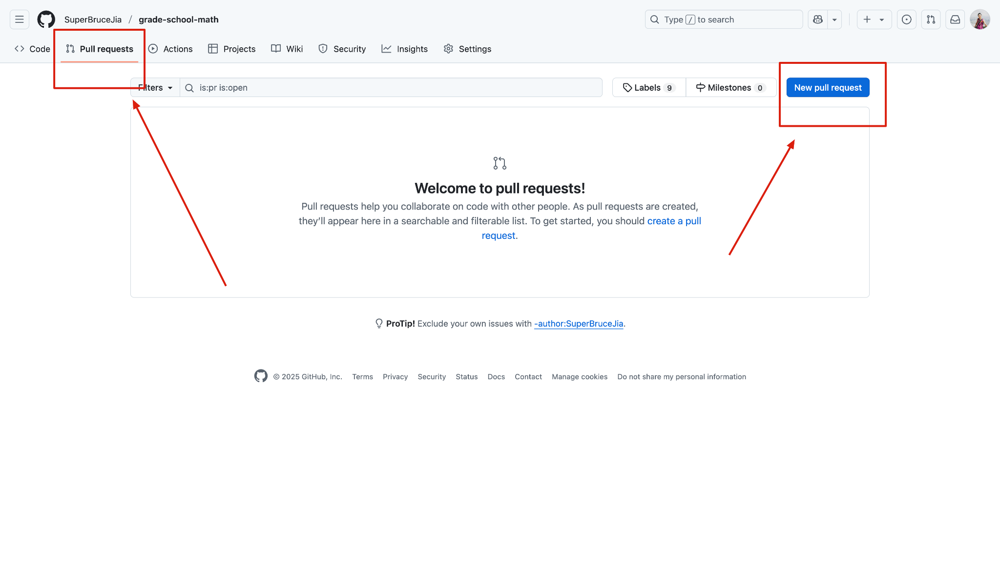 SuperBruceJia / grade-school-math
Type / to search
Code Pull requests Actions Projects Wiki Security Insights Settings
Filters is:pr is:open Labels 9 Milestones 0 New pull request
Welcome to pull requests!
Pull requests help you collaborate on code with other people. As pull requests are created,
they’ll appear here in a searchable and filterable list. To get started, you should create a pull
request.
ProTip! Exclude your own issues with -author:SuperBruceJia.
© 2025 GitHub, Inc. Terms Privacy Security Status Docs Contact Manage cookies Do not share my personal information